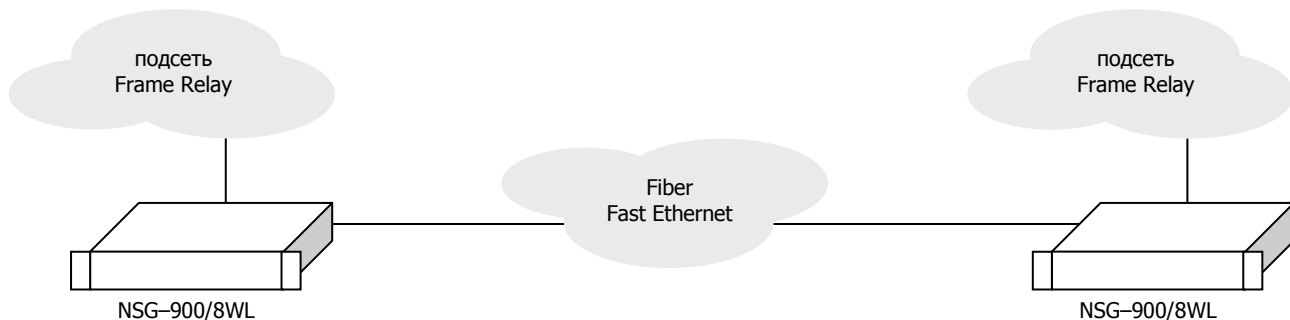 подсеть
Frame Relay
подсеть
Frame Relay
Fiber
Fast Ethernet
NSG–900/8WL
NSG–900/8WL